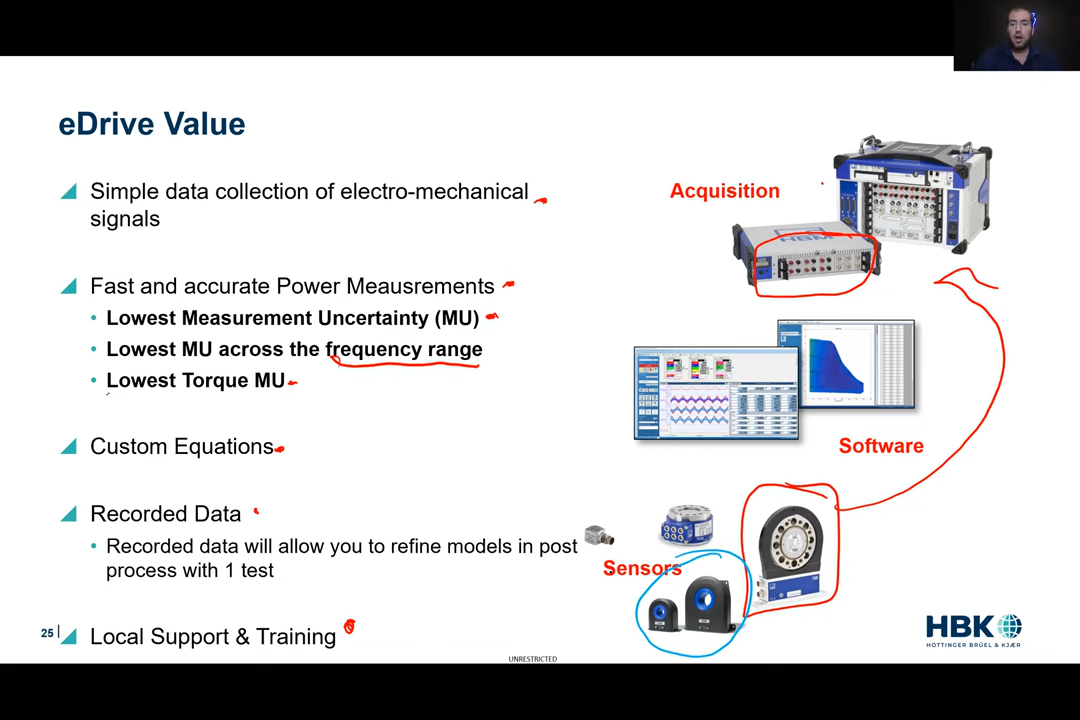 eDrive Value
Simple data collection of electro-mechanical
signals
Fast and accurate Power Meausrements
• Lowest Measurement Uncertainty (MU)
• Lowest MU across the frequency range
• Lowest Torque MU
Custom Equations
Recorded Data
• Recorded data will allow you to refine models in post
process with 1 test
Local Support & Training
25
Acquisition
HBM
Software
Sensors
HBK
HOTTINGER BRÜEL & KJÆR
UNRESTRICTED